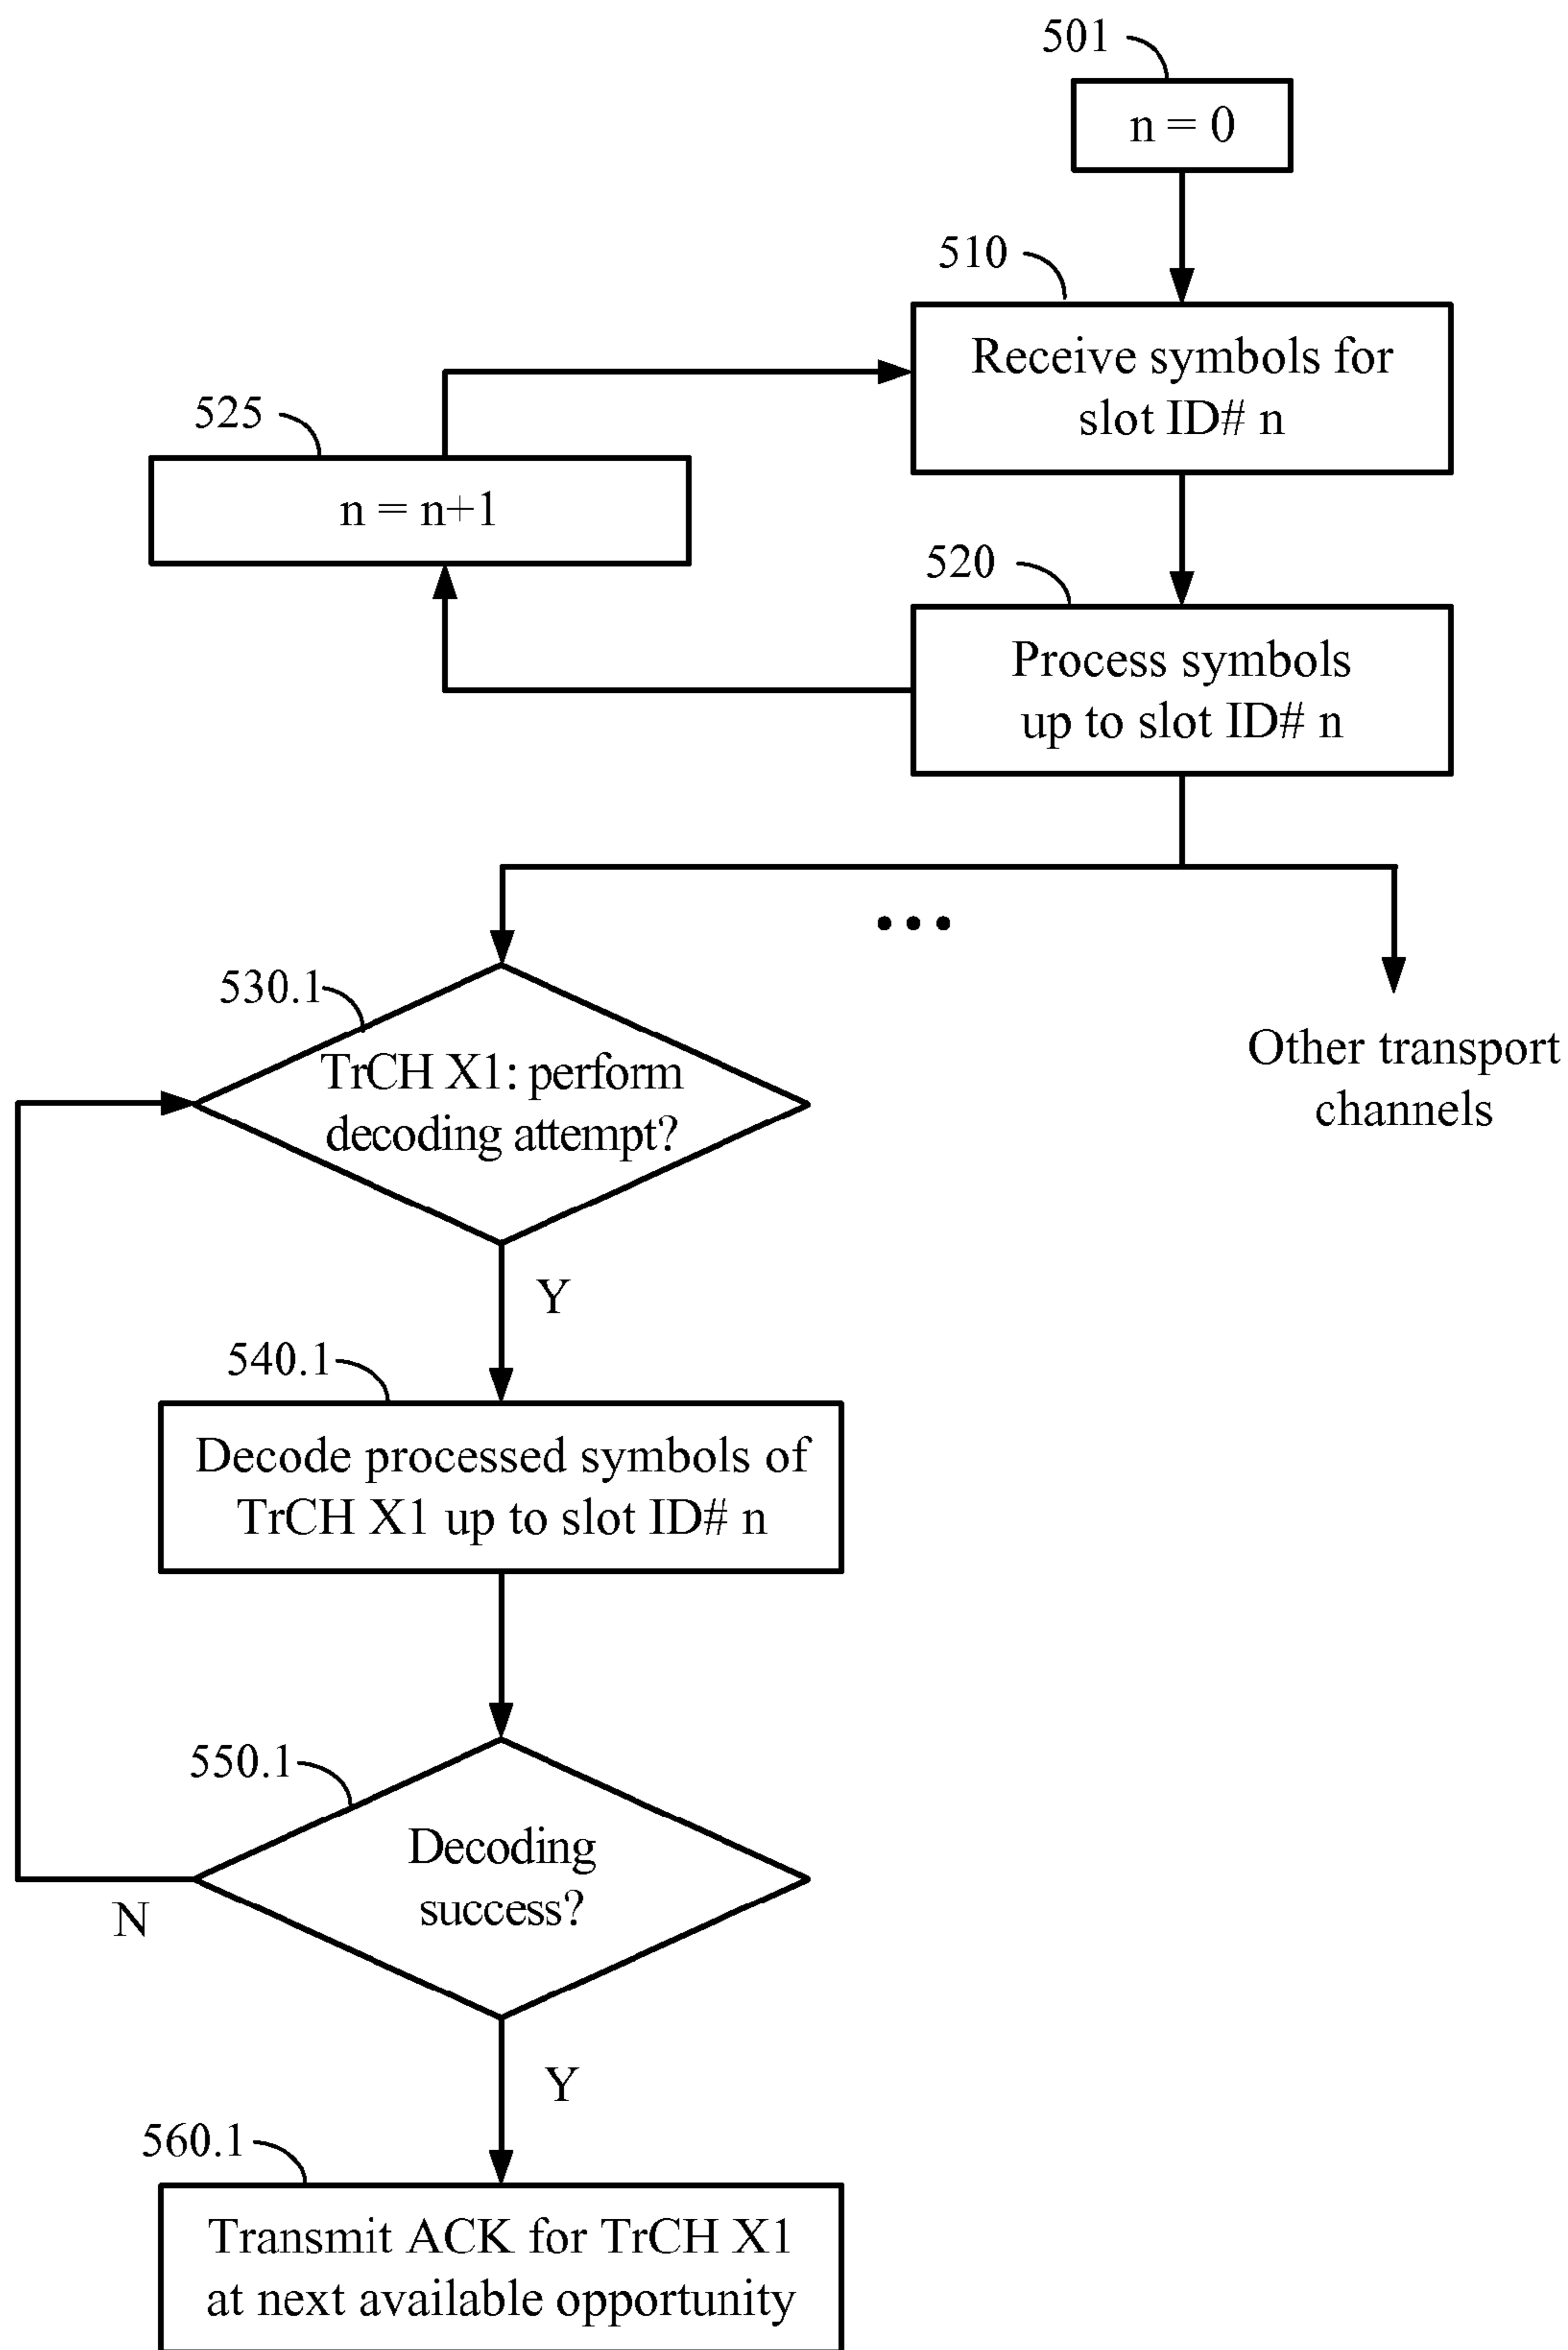 501
n = 0
510
Receive symbols for
slot ID# n
525
n = n+1
520
Process symbols
up to slot ID# n
...
530.1
TrCH X1: perform
decoding attempt?
Other transport
channels
Y
540.1
Decode processed symbols of
TrCH X1 up to slot ID# n
550.1
Decoding
success?
N
Y
560.1
Transmit ACK for TrCH X1
at next available opportunity